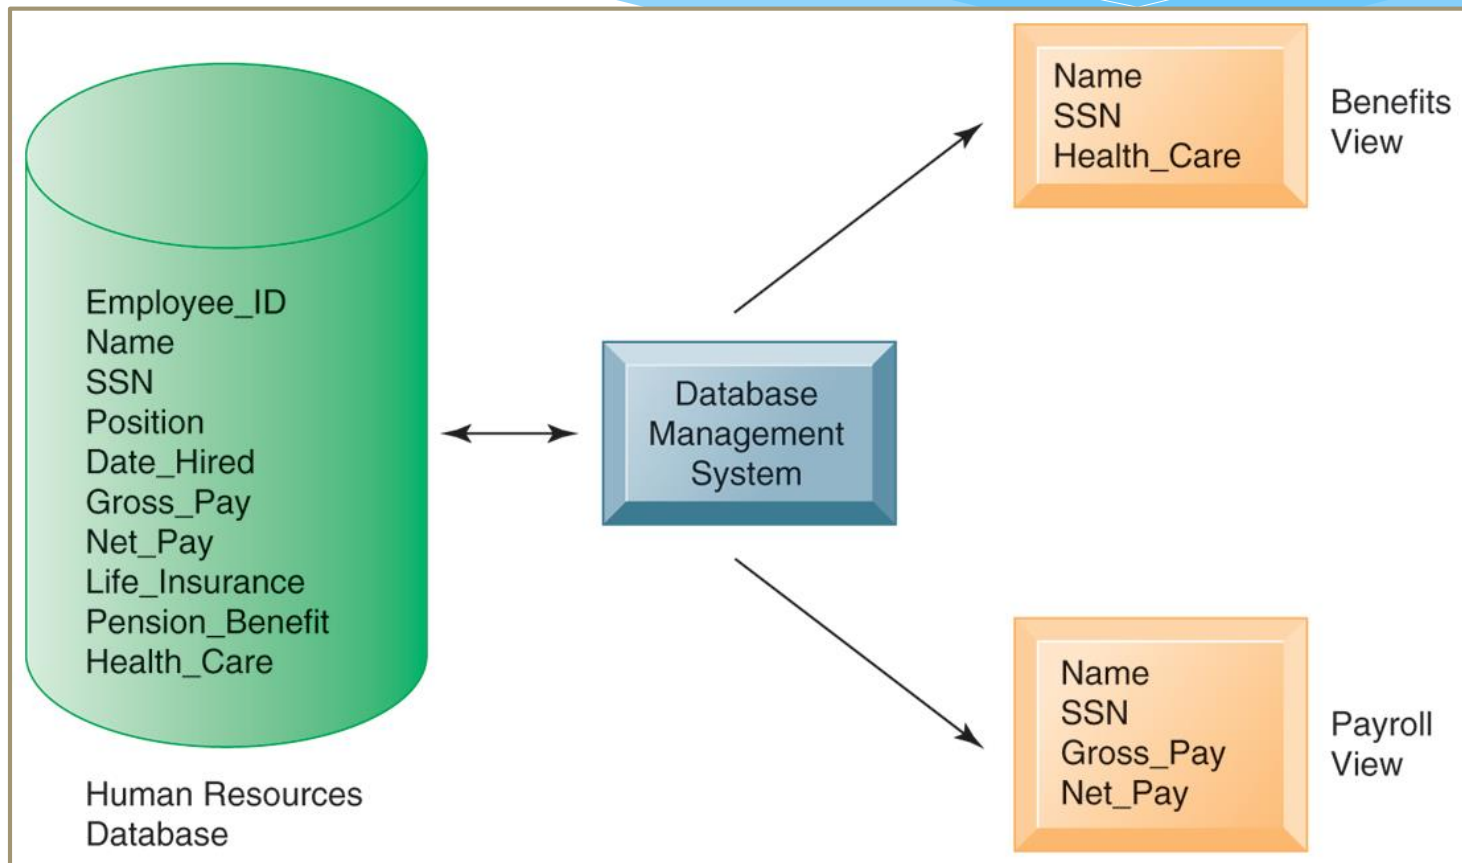 Employee_ID
Name
SSN
Position
Date_Hired
Gross_Pay
Net_Pay
Life_Insurance
Pension_Benefit
Health_Care
Human Resources
Database
Database
Management
System
Name
SSN
Health_Care
Benefits
View
Name
SSN
Gross_Pay
Net_Pay
Payroll
View